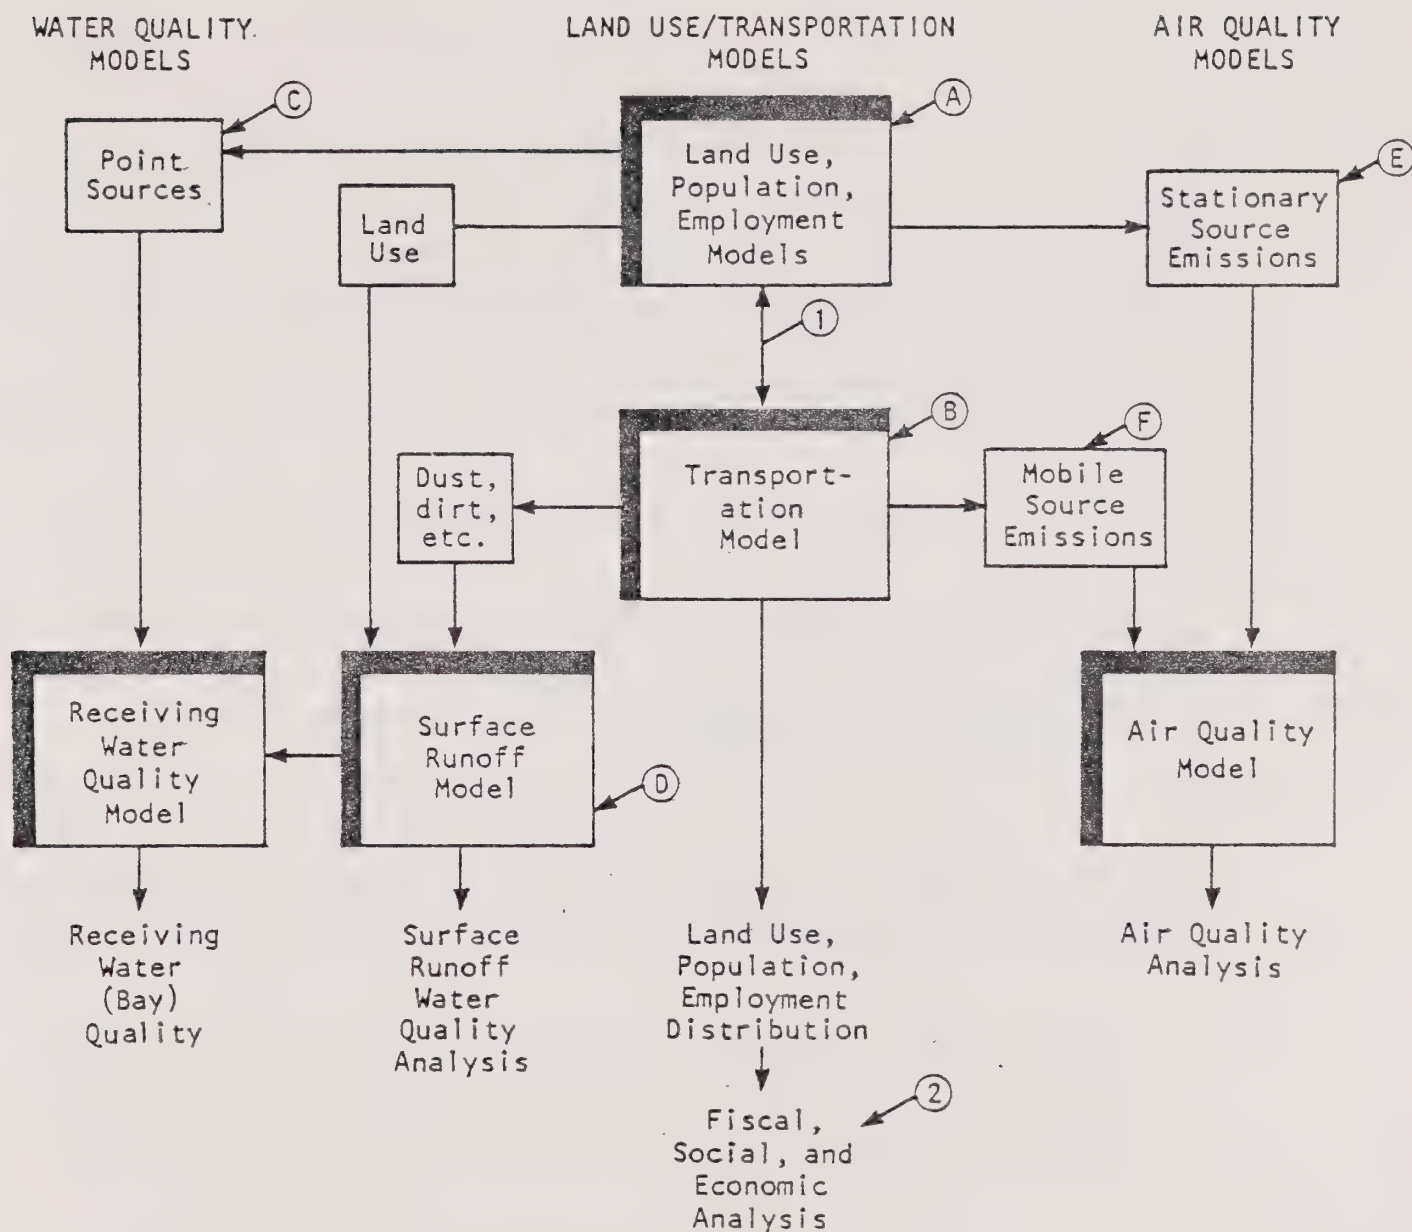 WATER QUALITY.
MODELS
LAND USE/TRANSPORTATION
MODELS
AIR QUALITY
MODELS
C
A
E
Point
Sources
Land
Use
Land Use,
Population,
Employment
Models
Stationary
Source
Emissions
1
B
F
Dust,
dirt,
etc.
Transport-
ation
Model
Mobile
Source
Emissions
Receiving
Water
Quality
Model
Surface
Runoff
Model
D
Air Quality
Model
Receiving
Water
(Bay)
Quality
Surface
Runoff
Water
Quality
Analysis
Land Use,
Population,
Employment
Distribution
Air Quality
Analysis
2
Fiscal,
Social, and
Economic
Analysis